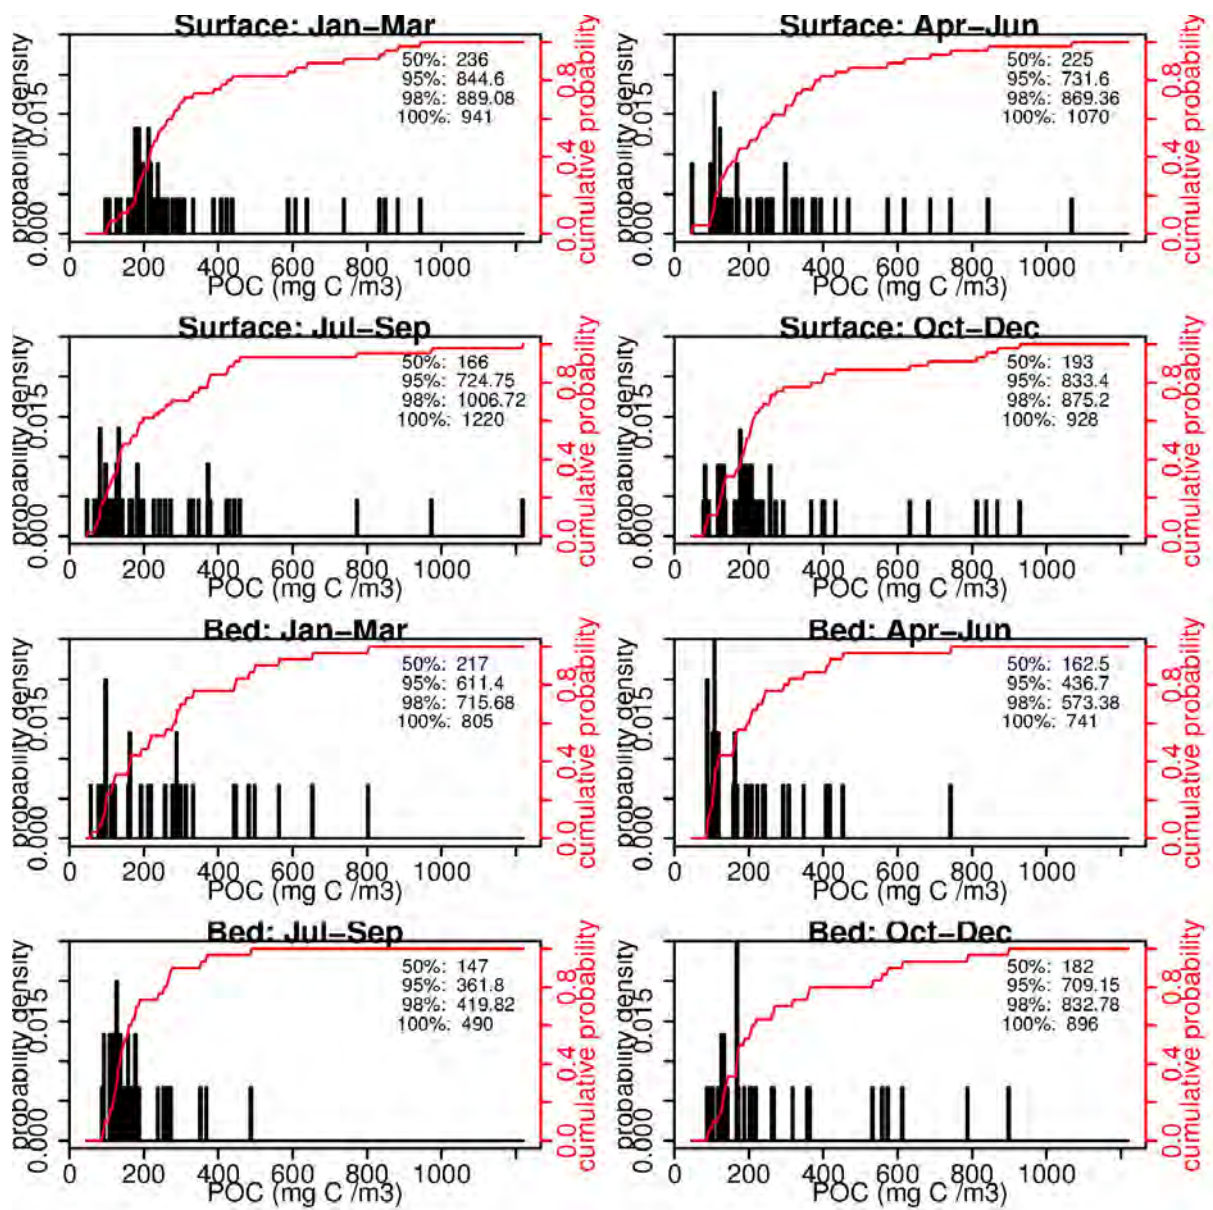 Surface: Jan–Mar
50%: 236
95%: 844.6
98%: 889.08
100%: 941
probability density
0.000
0.015
0.0
0.4
0.8
cumulative probability
0 200 400 600 800 1000
POC (mg C /m3)
Surface: Apr–Jun
50%: 225
95%: 731.6
98%: 869.36
100%: 1070
probability density
0.000
0.015
0.0
0.4
0.8
cumulative probability
0 200 400 600 800 1000
POC (mg C /m3)
Surface: Jul–Sep
50%: 166
95%: 724.75
98%: 1006.72
100%: 1220
probability density
0.000
0.015
0.0
0.4
0.8
cumulative probability
0 200 400 600 800 1000
POC (mg C /m3)
Surface: Oct–Dec
50%: 193
95%: 833.4
98%: 875.2
100%: 928
probability density
0.000
0.015
0.0
0.4
0.8
cumulative probability
0 200 400 600 800 1000
POC (mg C /m3)
Bed: Jan–Mar
50%: 217
95%: 611.4
98%: 715.68
100%: 805
probability density
0.000
0.015
0.0
0.4
0.8
cumulative probability
0 200 400 600 800 1000
POC (mg C /m3)
Bed: Apr–Jun
50%: 162.5
95%: 436.7
98%: 573.38
100%: 741
probability density
0.000
0.015
0.0
0.4
0.8
cumulative probability
0 200 400 600 800 1000
POC (mg C /m3)
Bed: Jul–Sep
50%: 147
95%: 361.8
98%: 419.82
100%: 490
probability density
0.000
0.015
0.0
0.4
0.8
cumulative probability
0 200 400 600 800 1000
POC (mg C /m3)
Bed: Oct–Dec
50%: 182
95%: 709.15
98%: 832.78
100%: 896
probability density
0.000
0.015
0.0
0.4
0.8
cumulative probability
0 200 400 600 800 1000
POC (mg C /m3)